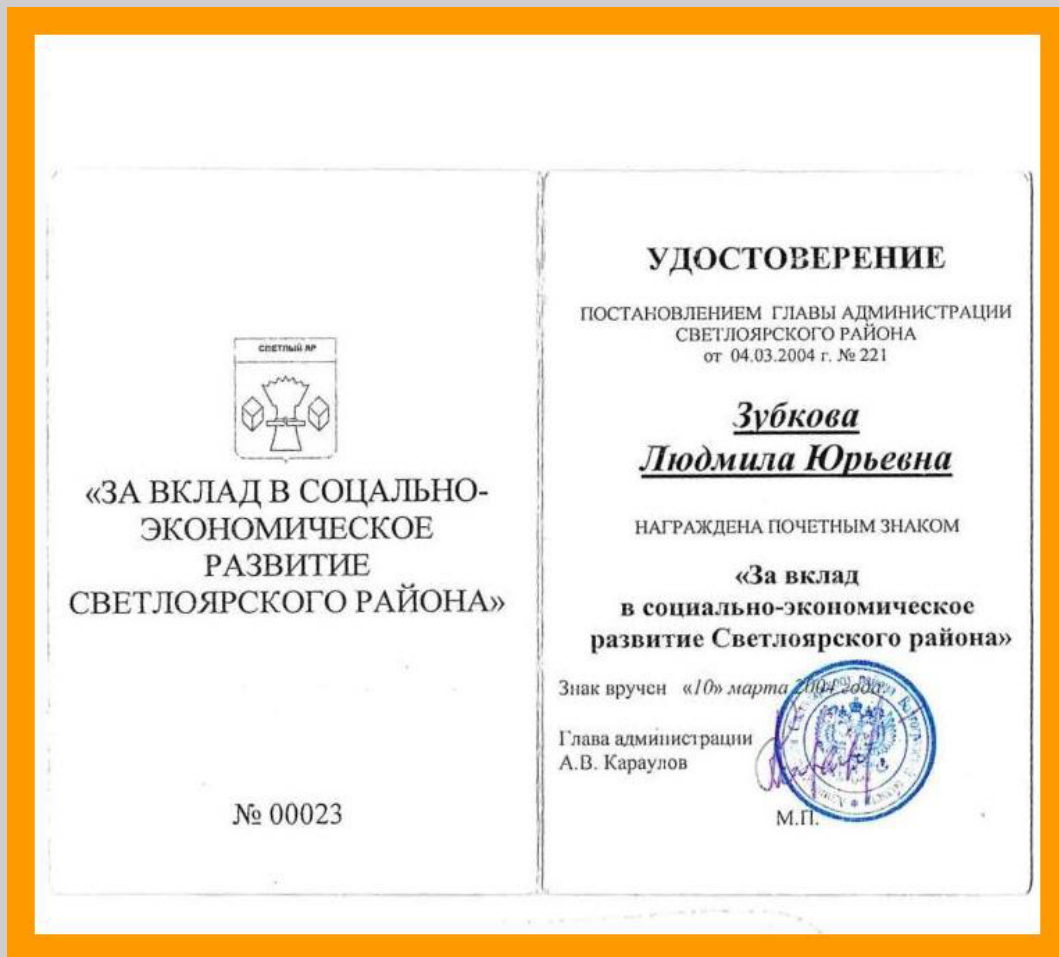 СВЕТЛЫЙ ЯР
«ЗА ВКЛАД В СОЦАЛЬНО-
ЭКОНОМИЧЕСКОЕ
РАЗВИТИЕ
СВЕТЛОЯРСКОГО РАЙОНА»
№ 00023
УДОСТОВЕРЕНИЕ
ПОСТАНОВЛЕНИЕМ ГЛАВЫ АДМИНИСТРАЦИИ
СВЕТЛОЯРСКОГО РАЙОНА
от 04.03.2004 г. № 221
Зубкова
Людмила Юрьевна
НАГРАЖДЕНА ПОЧЕТНЫМ ЗНАКОМ
«За вклад
в социально-экономическое
развитие Светлоярского района»
Знак вручен «10» марта 2004 года.
Глава администрации
А.В. Караулов
М.П.